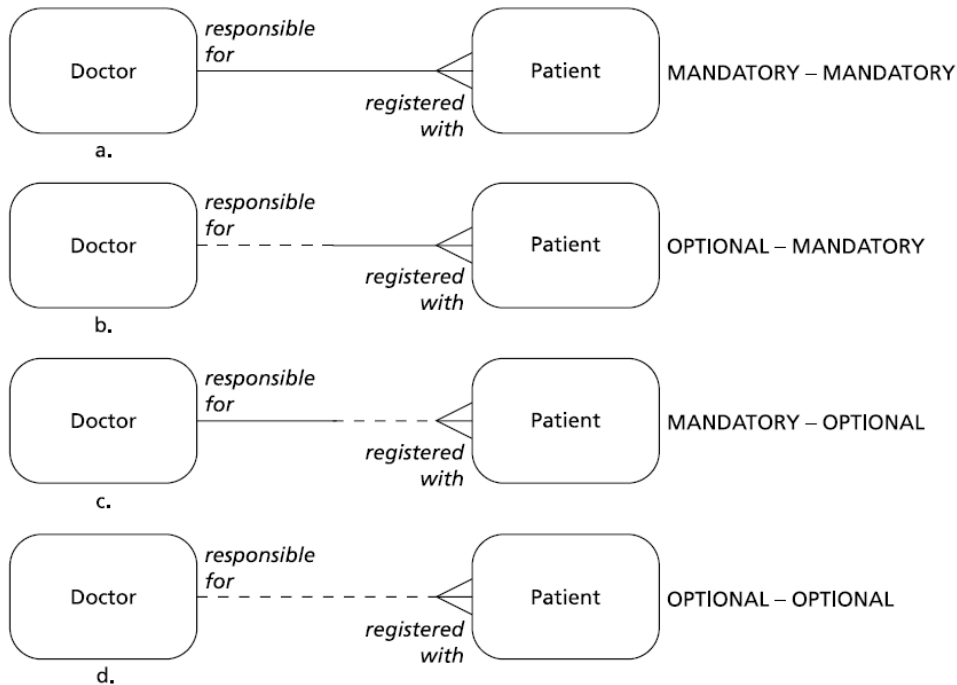 responsible
for
Doctor
Patient
MANDATORY – MANDATORY
registered
with
a.
responsible
for
Doctor
Patient
OPTIONAL – MANDATORY
registered
with
b.
responsible
for
Doctor
Patient
MANDATORY – OPTIONAL
registered
with
c.
responsible
for
Doctor
Patient
OPTIONAL – OPTIONAL
registered
with
d.